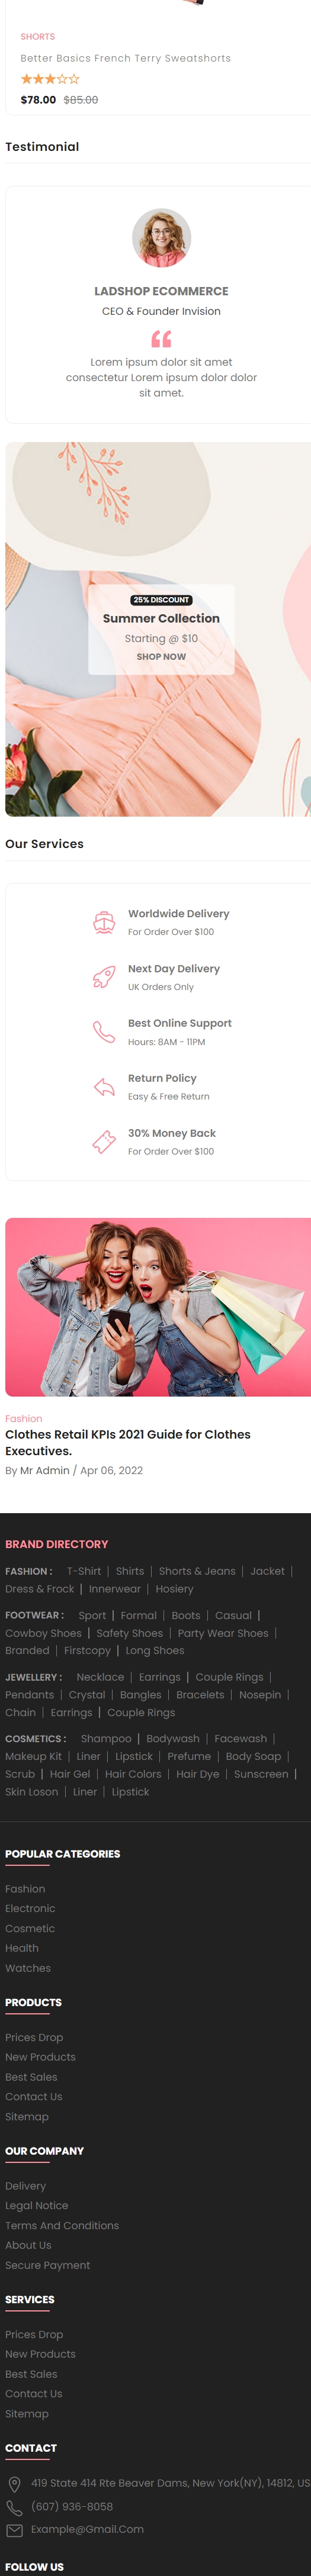 SHORTS
Better Basics French Terry Sweatshorts
$78.00 $85.00
Testimonial
LADSHOP ECOMMERCE
CEO & Founder Invision
Lorem ipsum dolor sit amet
consectetur Lorem ipsum dolor dolor
sit amet.
25% DISCOUNT
Summer Collection
Starting @ $10
SHOP NOW
Our Services
Worldwide Delivery
For Order Over $100
Next Day Delivery
UK Orders Only
Best Online Support
Hours: 8AM - 11PM
Return Policy
Easy & Free Return
30% Money Back
For Order Over $100
Fashion
Clothes Retail KPIs 2021 Guide for Clothes
Executives.
By Mr Admin / Apr 06, 2022
BRAND DIRECTORY
FASHION : T-Shirt | Shirts | Shorts & Jeans | Jacket |
Dress & Frock | Innerwear | Hosiery
FOOTWEAR : Sport | Formal | Boots | Casual |
Cowboy Shoes | Safety Shoes | Party Wear Shoes |
Branded | Firstcopy | Long Shoes
JEWELLERY : Necklace | Earrings | Couple Rings |
Pendants | Crystal | Bangles | Bracelets | Nosepin |
Chain | Earrings | Couple Rings
COSMETICS : Shampoo | Bodywash | Facewash |
Makeup Kit | Liner | Lipstick | Prefume | Body Soap |
Scrub | Hair Gel | Hair Colors | Hair Dye | Sunscreen |
Skin Loson | Liner | Lipstick
POPULAR CATEGORIES
Fashion
Electronic
Cosmetic
Health
Watches
PRODUCTS
Prices Drop
New Products
Best Sales
Contact Us
Sitemap
OUR COMPANY
Delivery
Legal Notice
Terms And Conditions
About Us
Secure Payment
SERVICES
Prices Drop
New Products
Best Sales
Contact Us
Sitemap
CONTACT
419 State 414 Rte Beaver Dams, New York(NY), 14812, US
(607) 936-8058
Example@Gmail.Com
FOLLOW US